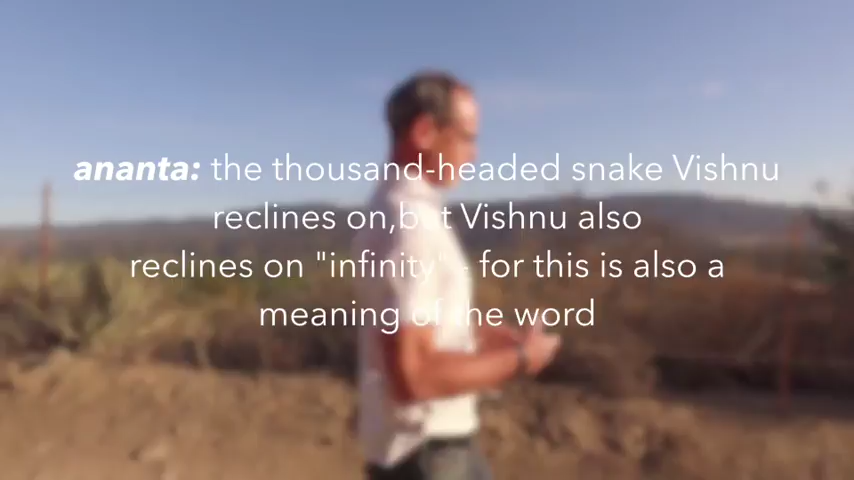 ananta: the thousand-headed snake Vishnu
reclines on,but Vishnu also
reclines on "infinity" - for this is also a
meaning of the word